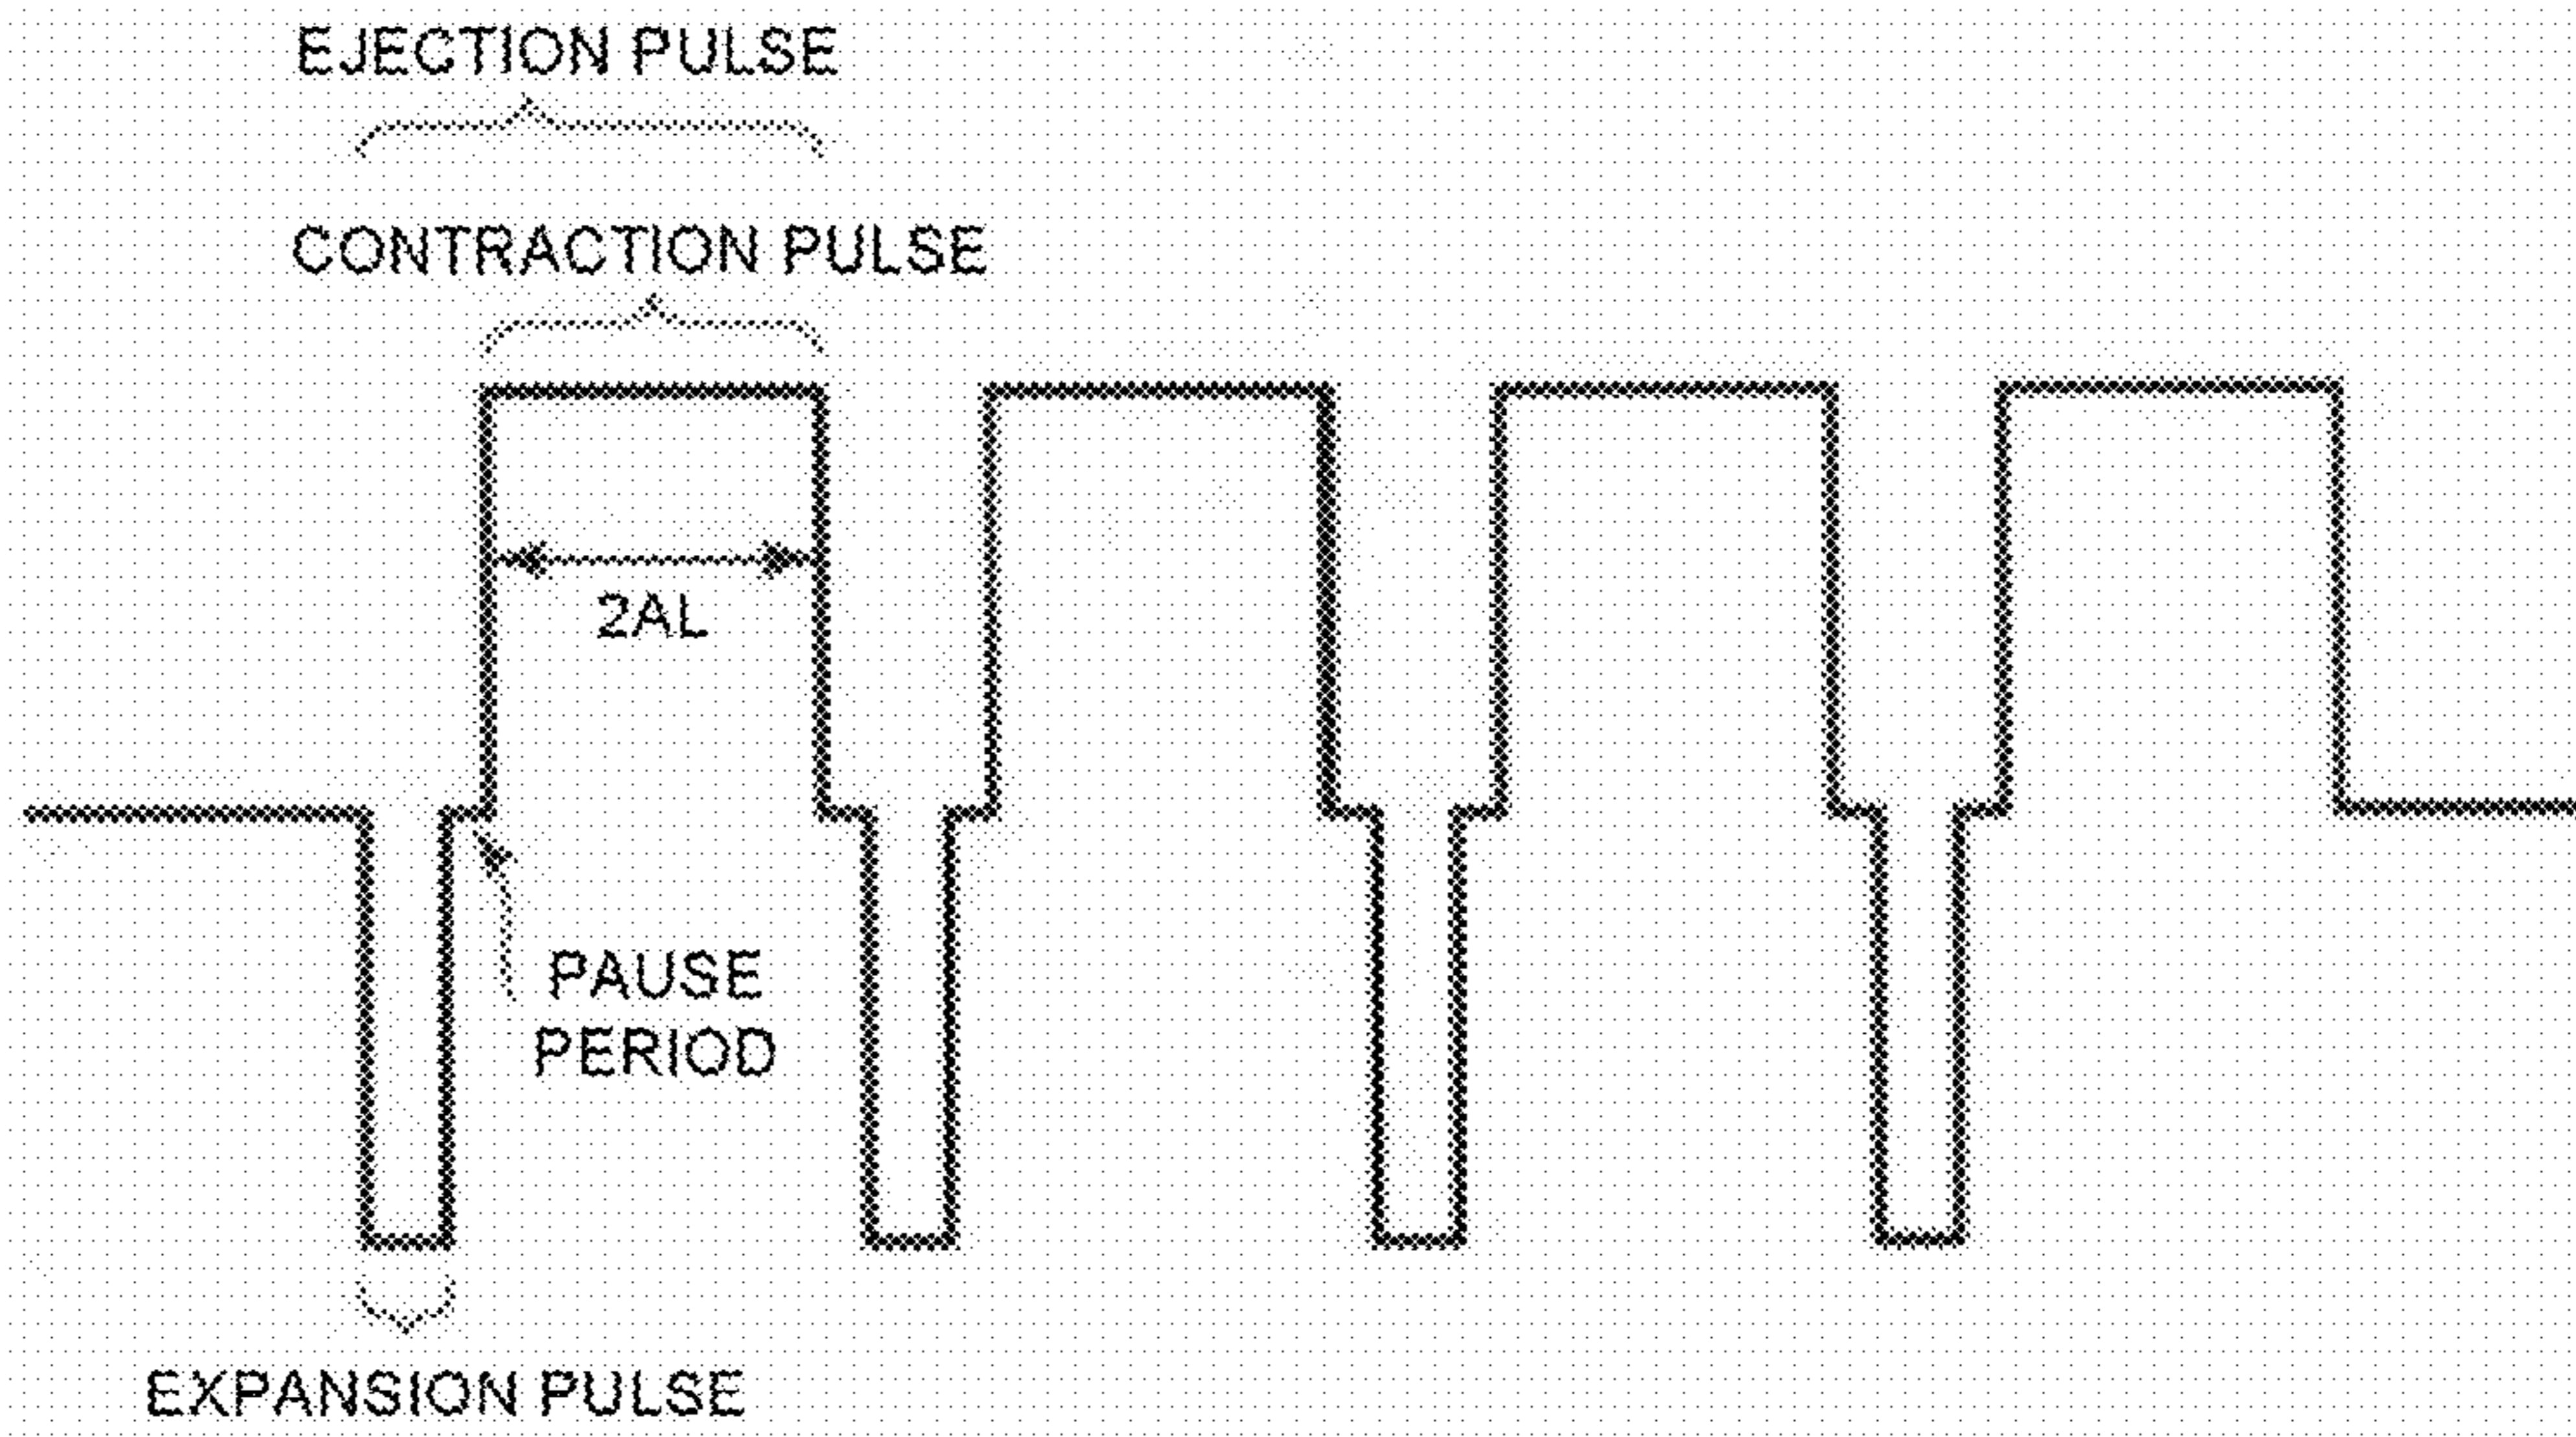 EJECTION PULSE
CONTRACTION PULSE
2AL
PAUSE
PERIOD
EXPANSION PULSE